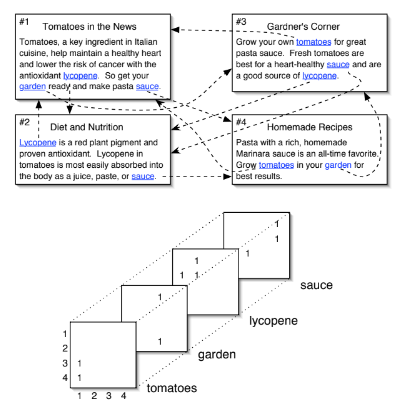 #1
Tomatoes in the News
Tomatoes, a key ingredient in Italian
cuisine, help maintain a healthy heart
and lower the risk of cancer with the
antioxidant lycopene. So get your
garden ready and make pasta sauce.
#3
Gardner's Corner
Grow your own tomatoes for great
pasta sauce. Fresh tomatoes are
best for a heart-healthy sauce and are
a good source of lycopene.
#2
Diet and Nutrition
Lycopene is a red plant pigment and
proven antioxidant. Lycopene in
tomatoes is most easily absorbed into
the body as a juice, paste, or sauce.
#4
Homemade Recipes
Pasta with a rich, homemade
Marinara sauce is an all-time favorite.
Grow tomatoes in your garden for
best results.
1
1
1
1
1 1
1
1
1
sauce
lycopene
garden
tomatoes
1
2
3 1
4 1
1 2 3 4